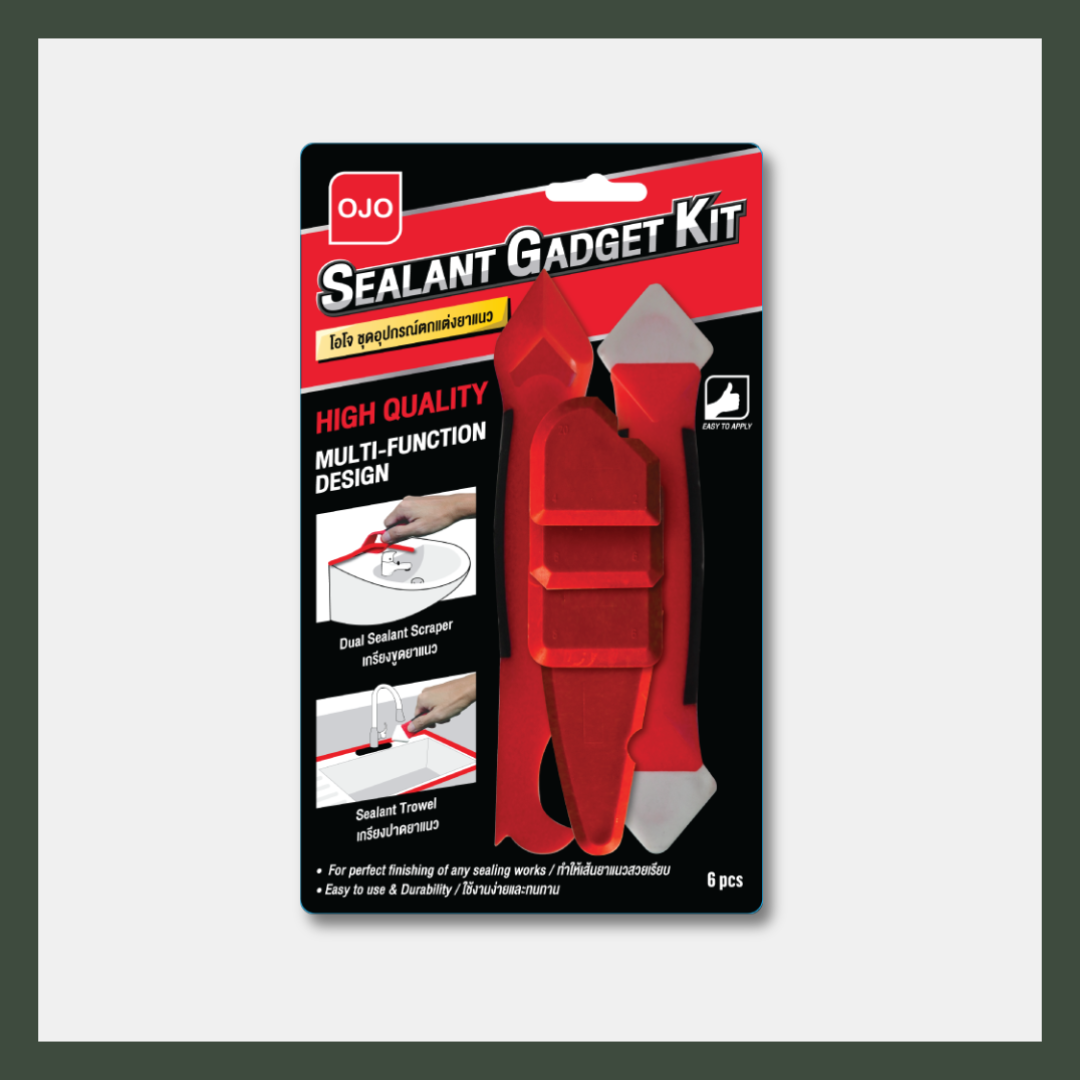 OJO
SEALANT GADGET KIT
โอโจ ชุดอุปกรณ์ตกแต่งยาแนว
HIGH QUALITY
MULTI-FUNCTION
DESIGN
EASY TO APPLY
Dual Sealant Scraper
เกรียงขูดยาแนว
Sealant Trowel
เกรียงปาดยาแนว
• For perfect finishing of any sealing works / ทำให้เส้นยาแนวสวยเรียบ
• Easy to use & Durability / ใช้งานง่ายและทนทาน
6 pcs